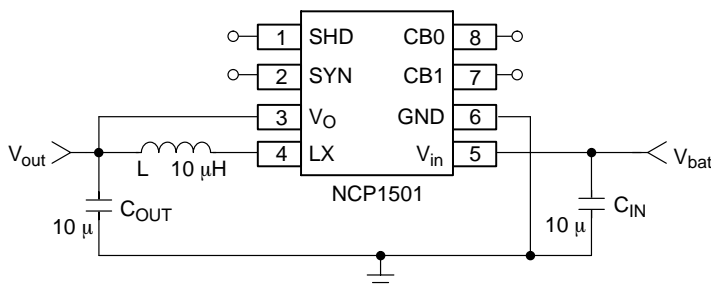 1 SHD CB0 8
2 SYN CB1 7
3 VO GND 6
Vout L 10 μH 4 LX Vin 5 Vbat
NCP1501
COUT 10 μ
CIN 10 μ